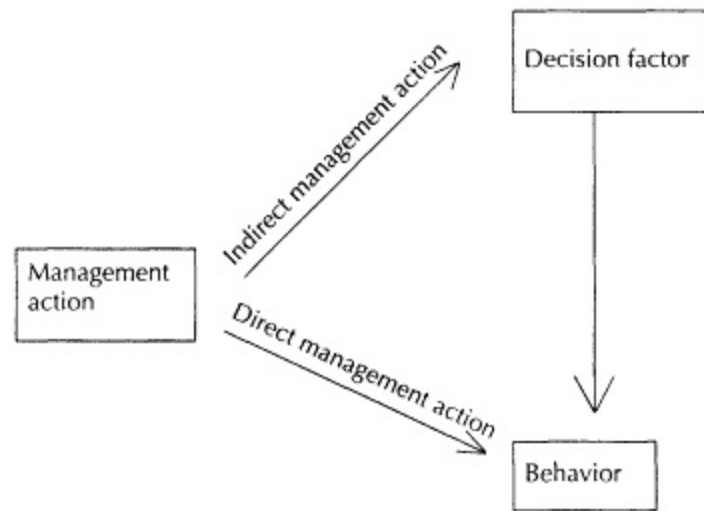 Decision factor
Indirect management action
Management
action
Direct management action
Behavior